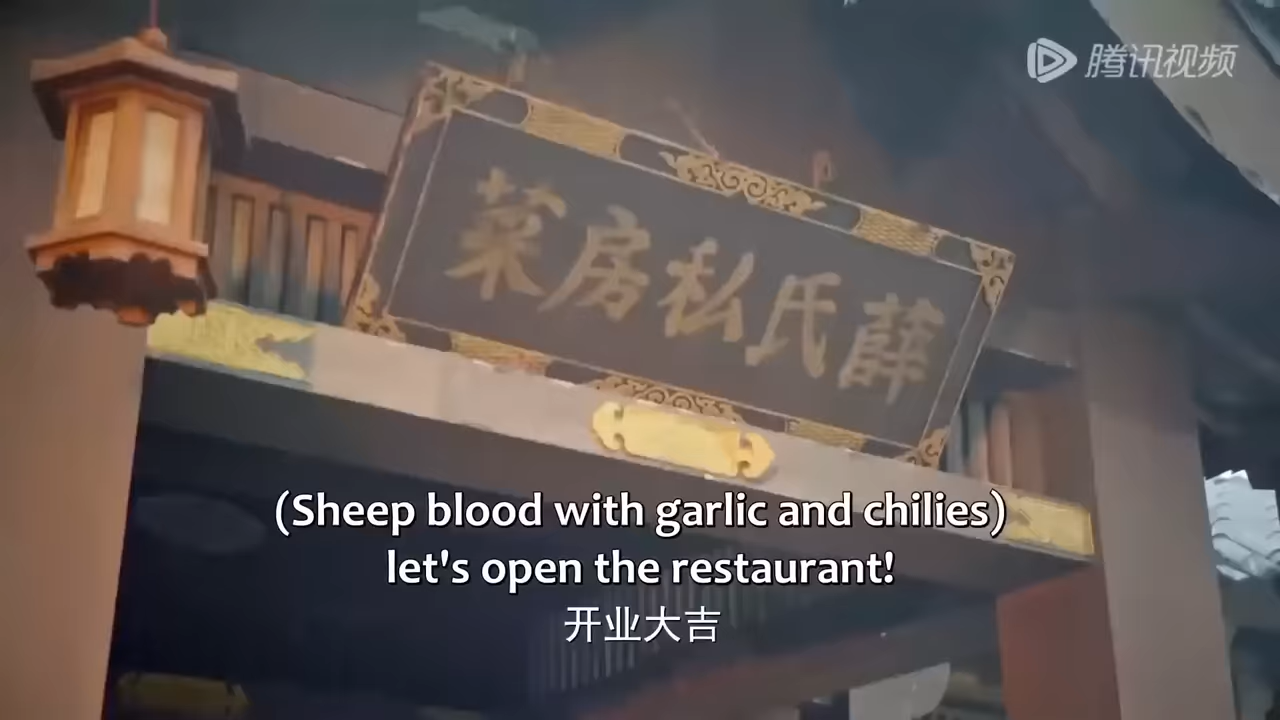 腾讯视频
菜房私氏薛
(Sheep blood with garlic and chilies)
let's open the restaurant!
开业大吉